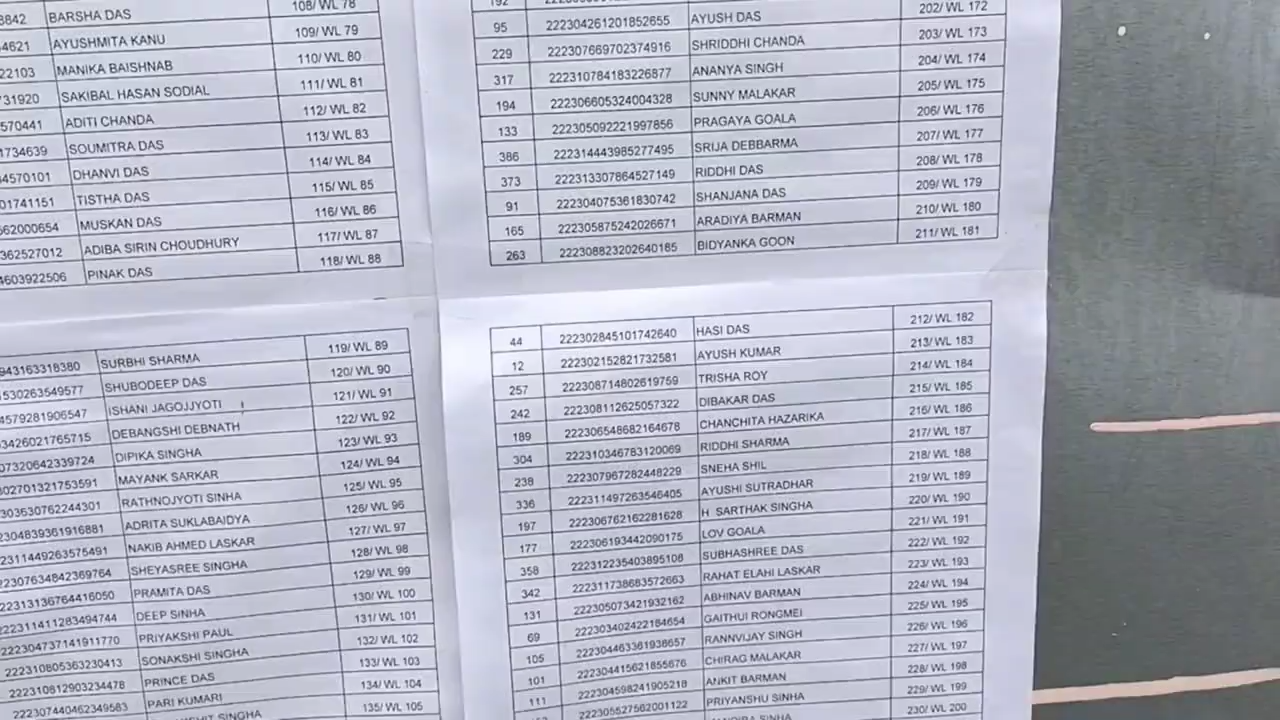 8842 BARSHA DAS 108/ WL 78
4621 AYUSHMITA KANU 109/ WL 79
22103 MANIKA BAISHNAB 110/ WL 80
731920 SAKIBAL HASAN SODIAL 111/ WL 81
570441 ADITI CHANDA 112/ WL 82
1734639 SOUMITRA DAS 113/ WL 83
4570101 DHANVI DAS 114/ WL 84
01741151 TISTHA DAS 115/ WL 85
562000654 MUSKAN DAS 116/ WL 86
362527012 ADIBA SIRIN CHOUDHURY 117/ WL 87
4603922506 PINAK DAS 118/ WL 88
943163318380 SURBHI SHARMA 119/ WL 89
530263549577 SHUBODEEP DAS 120/ WL 90
4579281906547 ISHANI JAGOJJYOTI 121/ WL 91
3426021765715 DEBANGSHI DEBNATH 122/ WL 92
07320642339724 DIPIKA SINGHA 123/ WL 93
302701321753591 MAYANK SARKAR 124/ WL 94
303630762244301 RATHNOJYOTI SINHA 125/ WL 95
2304839361916881 ADRITA SUKLABAIDYA 126/ WL 96
2311449263575491 NAKIB AHMED LASKAR 127/ WL 97
22307634842369764 SHEYASREE SINGHA 128/ WL 98
222313136764416050 PRAMITA DAS 129/ WL 99
222311411283494744 DEEP SINHA 130/ WL 100
222304737141911770 PRIYAKSHI PAUL 131/ WL 101
222310805363230413 SONAKSHI SINGHA 132/ WL 102
222310812903234478 PRINCE DAS 133/ WL 103
222307440462349583 PARI KUMARI 134/ WL 104
SINGHA 135/ WL 105
192
95 222304261201852655 AYUSH DAS 202/ WL 172
229 222307669702374916 SHRIDDHI CHANDA 203/ WL 173
317 222310784183226877 ANANYA SINGH 204/ WL 174
194 222306605324004328 SUNNY MALAKAR 205/ WL 175
133 222305092221997856 PRAGAYA GOALA 206/ WL 176
386 222314443985277495 SRIJA DEBBARMA 207/ WL 177
373 222313307864527149 RIDDHI DAS 208/ WL 178
91 222304075361830742 SHANJANA DAS 209/ WL 179
165 222305875242026671 ARADIYA BARMAN 210/ WL 180
263 222308823202640185 BIDYANKA GOON 211/ WL 181
44 222302845101742640 HASI DAS 212/ WL 182
12 222302152821732581 AYUSH KUMAR 213/ WL 183
257 222308714802619759 TRISHA ROY 214/ WL 184
242 222308112625057322 DIBAKAR DAS 215/ WL 185
189 222306548682164678 CHANCHITA HAZARIKA 216/ WL 186
304 222310346783120069 RIDDHI SHARMA 217/ WL 187
238 222307967282448229 SNEHA SHIL 218/ WL 188
336 222311497263546405 AYUSHI SUTRADHAR 219/ WL 189
197 222306762162281628 H SARTHAK SINGHA 220/ WL 190
177 222306193442090175 LOV GOALA 221/ WL 191
358 222312235403895108 SUBHASHREE DAS 222/ WL 192
342 222311738683572663 RAHAT ELAHI LASKAR 223/ WL 193
131 222305073421932162 ABHINAV BARMAN 224/ WL 194
69 222303402422184654 GAITHUI RONGMEI 225/ WL 195
105 222304463361936657 RANNVIJAY SINGH 226/ WL 196
101 222304415621855676 CHIRAG MALAKAR 227/ WL 197
111 222304598241905218 ANKIT BARMAN 228/ WL 198
222305527562001122 PRIYANSHU SINHA 229/ WL 199
SINHA 230/ WL 200